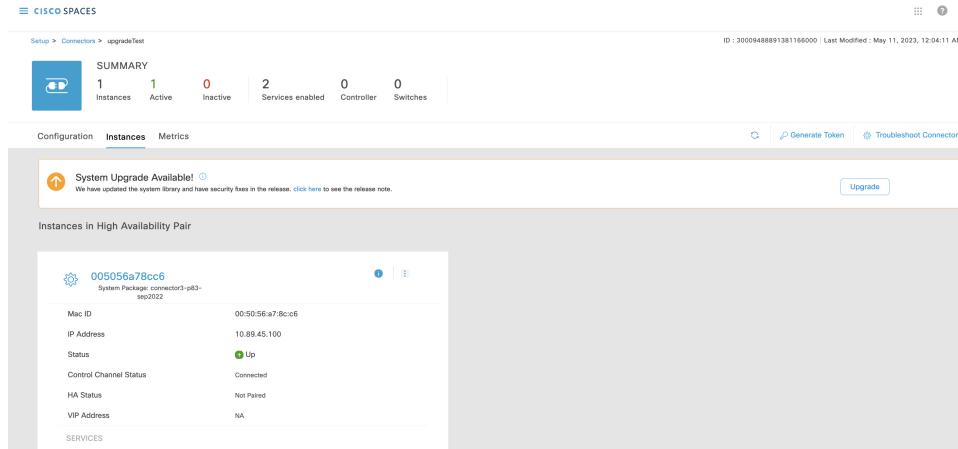 CISCO SPACES
Setup > Connectors > upgradeTest
ID : 30009488891381166000 | Last Modified : May 11, 2023, 12:04:11 AM
SUMMARY
1 1 0 2 0 0
Instances Active Inactive Services enabled Controller Switches
Configuration Instances Metrics Generate Token Troubleshoot Connector
System Upgrade Available!
We have updated the system library and have security fixes in the release. click here to see the release note.
Upgrade
Instances in High Availability Pair
005056a78cc6
System Package: connector3-p83-
sep2022
Mac ID 00:50:56:a7:8c:c6
IP Address 10.89.45.100
Status Up
Control Channel Status Connected
HA Status Not Paired
VIP Address NA
SERVICES